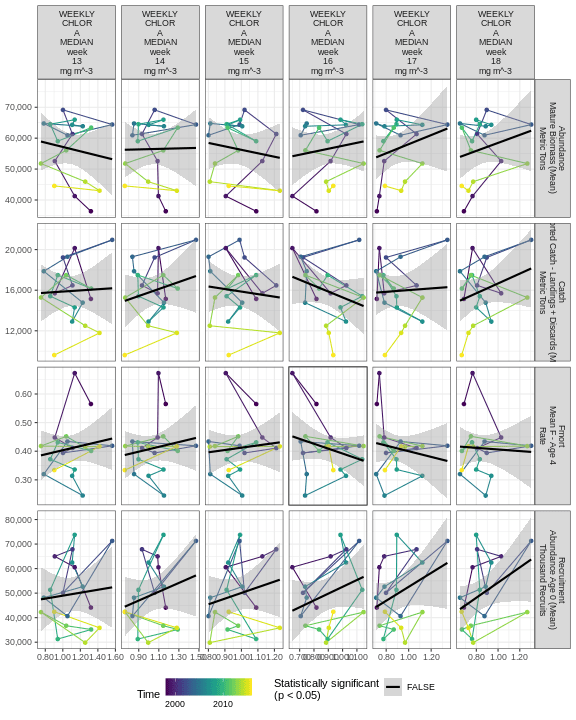 WEEKLY CHLOR A MEDIAN week 13 mg m^-3
WEEKLY CHLOR A MEDIAN week 14 mg m^-3
WEEKLY CHLOR A MEDIAN week 15 mg m^-3
WEEKLY CHLOR A MEDIAN week 16 mg m^-3
WEEKLY CHLOR A MEDIAN week 17 mg m^-3
WEEKLY CHLOR A MEDIAN week 18 mg m^-3
70,000
60,000
50,000
40,000
Abundance
Mature Biomass (Mean)
Metric Tons
20,000
16,000
12,000
Catch
Catch - Landings + Discards
Metric Tons
0.60
0.50
0.40
0.30
Fmort
Mean F - Age 4
Rate
80,000
70,000
60,000
50,000
40,000
30,000
Recruitment
Abundance Age 0 (Mean)
Thousand Recruits
0.80 1.00 1.20 1.40 1.60
0.90 1.10 1.30
1.00 1.10 1.20
0.80 1.00 1.20
0.80 1.00 1.20
Time
2000 2010
Statistically significant
(p < 0.05)
FALSE